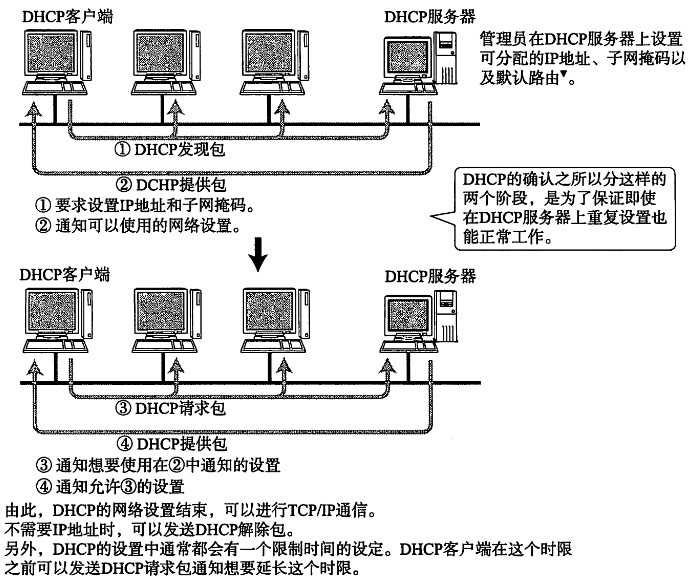 DHCP客户端
DHCP服务器
管理员在DHCP服务器上设置
可分配的IP地址、子网掩码以
及默认路由▼。
① DHCP发现包
② DCHP提供包
① 要求设置IP地址和子网掩码。
② 通知可以使用的网络设置。
DHCP的确认之所以分这样的
两个阶段，是为了保证即使
在DHCP服务器上重复设置也
能正常工作。
DHCP客户端
DHCP服务器
③ DHCP请求包
④ DHCP提供包
③ 通知想要使用在②中通知的设置
④ 通知允许③的设置
由此，DHCP的网络设置结束，可以进行TCP/IP通信。
不需要IP地址时，可以发送DHCP解除包。
另外，DHCP的设置中通常都会有一个限制时间的设定。DHCP客户端在这个时限
之前可以发送DHCP请求包通知想要延长这个时限。